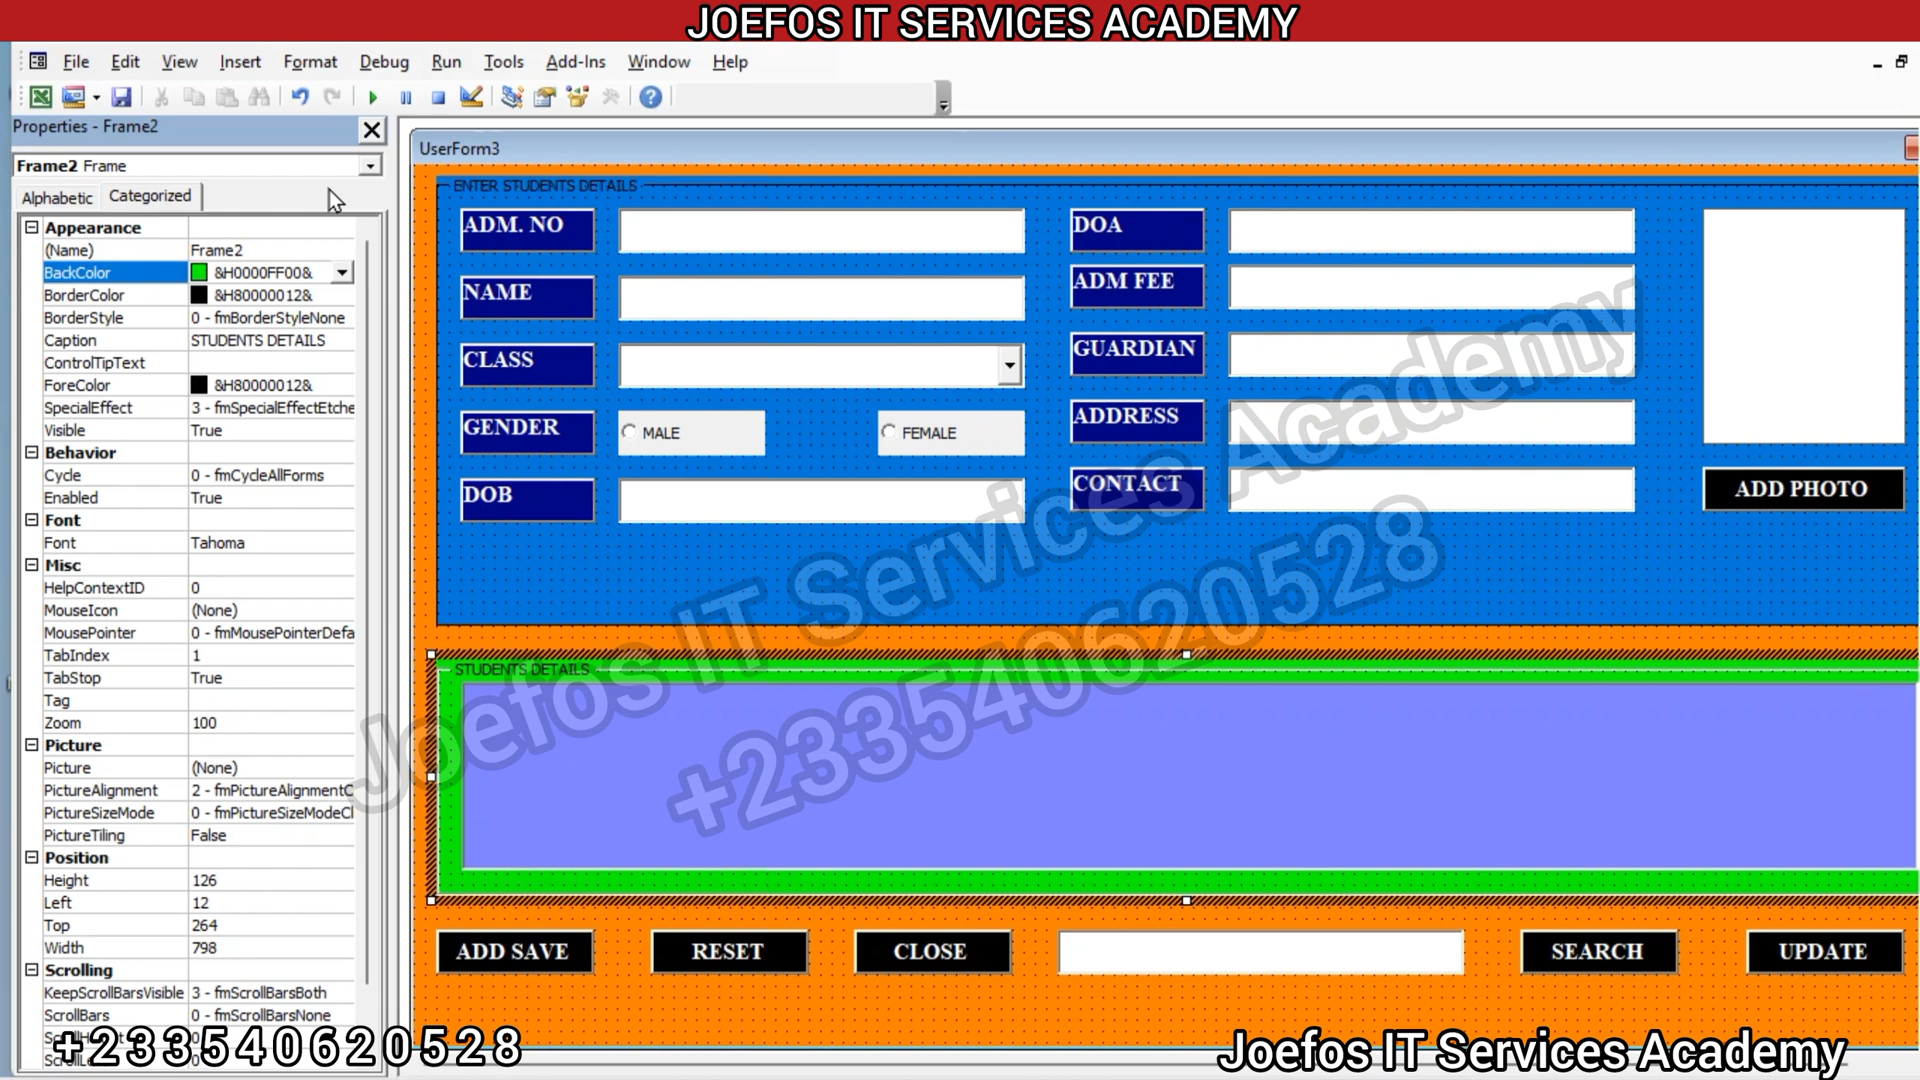 JOEFOS IT SERVICES ACADEMY
File Edit View Insert Format Debug Run Tools Add-Ins Window Help
Properties - Frame2
Frame2 Frame
Alphabetic Categorized
Appearance
(Name) Frame2
BackColor &H0000FF00&
BorderColor &H80000012&
BorderStyle 0 - fmBorderStyleNone
Caption STUDENTS DETAILS
ControlTipText
ForeColor &H80000012&
SpecialEffect 3 - fmSpecialEffectEtche
Visible True
Behavior
Cycle 0 - fmCycleAllForms
Enabled True
Font
Font Tahoma
Misc
HelpContextID 0
MouseIcon (None)
MousePointer 0 - fmMousePointerDefa
TabIndex 1
TabStop True
Tag
Zoom 100
Picture
Picture (None)
PictureAlignment 2 - fmPictureAlignmentC
PictureSizeMode 0 - fmPictureSizeModeCl
PictureTiling False
Position
Height 126
Left 12
Top 264
Width 798
Scrolling
KeepScrollBarsVisible 3 - fmScrollBarsBoth
ScrollBars 0 - fmScrollBarsNone
UserForm3
ENTER STUDENTS DETAILS
ADM. NO DOA
NAME ADM FEE
CLASS GUARDIAN
GENDER MALE FEMALE ADDRESS
DOB CONTACT ADD PHOTO
STUDENTS DETAILS
ADD SAVE RESET CLOSE SEARCH UPDATE
Joefos IT Services Academy
+233540620528
+233540620528
Joefos IT Services Academy